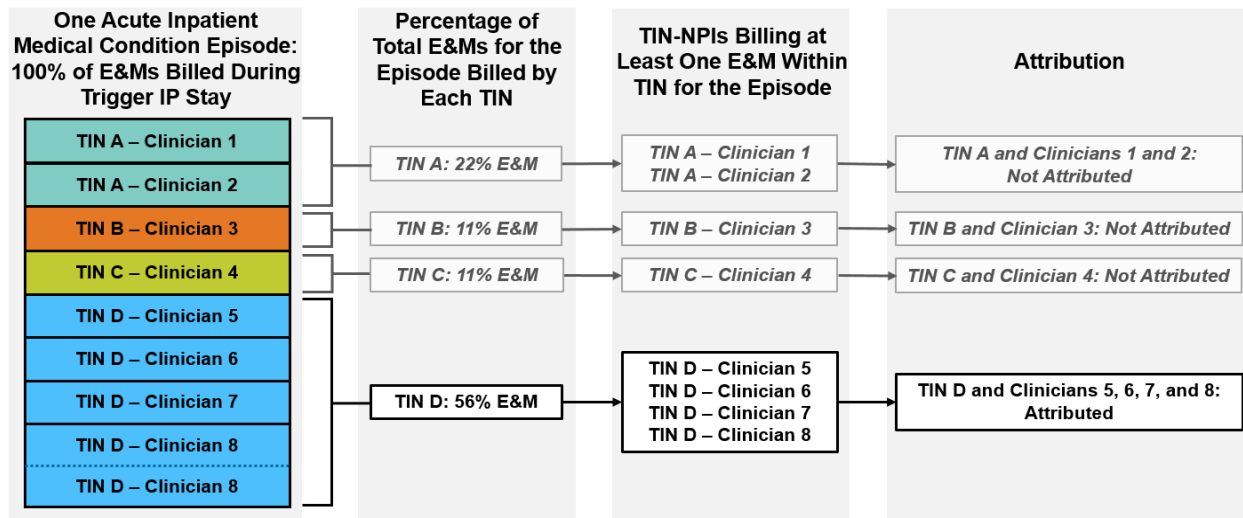 One Acute Inpatient
Medical Condition Episode:
100% of E&Ms Billed During
Trigger IP Stay
TIN A – Clinician 1
TIN A – Clinician 2
TIN B – Clinician 3
TIN C – Clinician 4
TIN D – Clinician 5
TIN D – Clinician 6
TIN D – Clinician 7
TIN D – Clinician 8
TIN D – Clinician 8
Percentage of
Total E&Ms for the
Episode Billed by
Each TIN
TIN A: 22% E&M
TIN B: 11% E&M
TIN C: 11% E&M
TIN D: 56% E&M
TIN-NPIs Billing at
Least One E&M Within
TIN for the Episode
TIN A – Clinician 1
TIN A – Clinician 2
TIN B – Clinician 3
TIN C – Clinician 4
TIN D – Clinician 5
TIN D – Clinician 6
TIN D – Clinician 7
TIN D – Clinician 8
Attribution
TIN A and Clinicians 1 and 2:
Not Attributed
TIN B and Clinician 3: Not Attributed
TIN C and Clinician 4: Not Attributed
TIN D and Clinicians 5, 6, 7, and 8:
Attributed